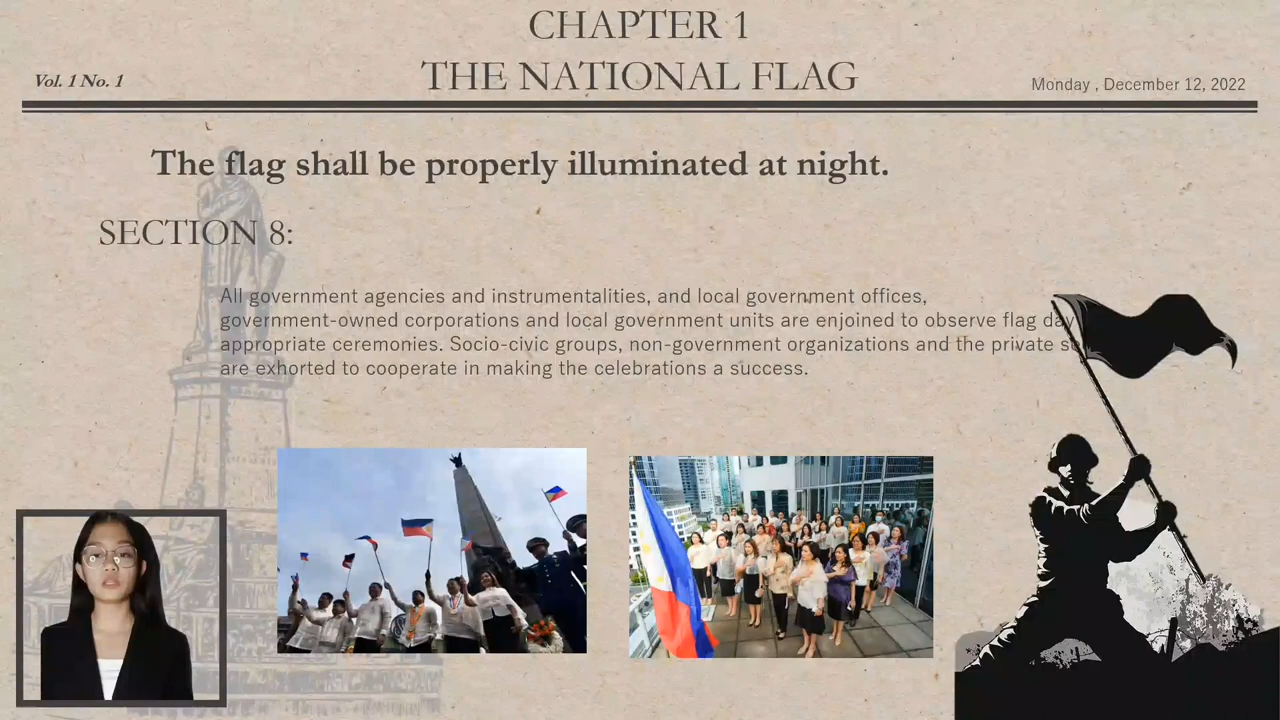 CHAPTER 1
THE NATIONAL FLAG
Vol. 1 No. 1
Monday , December 12, 2022
The flag shall be properly illuminated at night.
SECTION 8:
All government agencies and instrumentalities, and local government offices,
government-owned corporations and local government units are enjoined to observe flag day
appropriate ceremonies. Socio-civic groups, non-government organizations and the private
are exhorted to cooperate in making the celebrations a success.